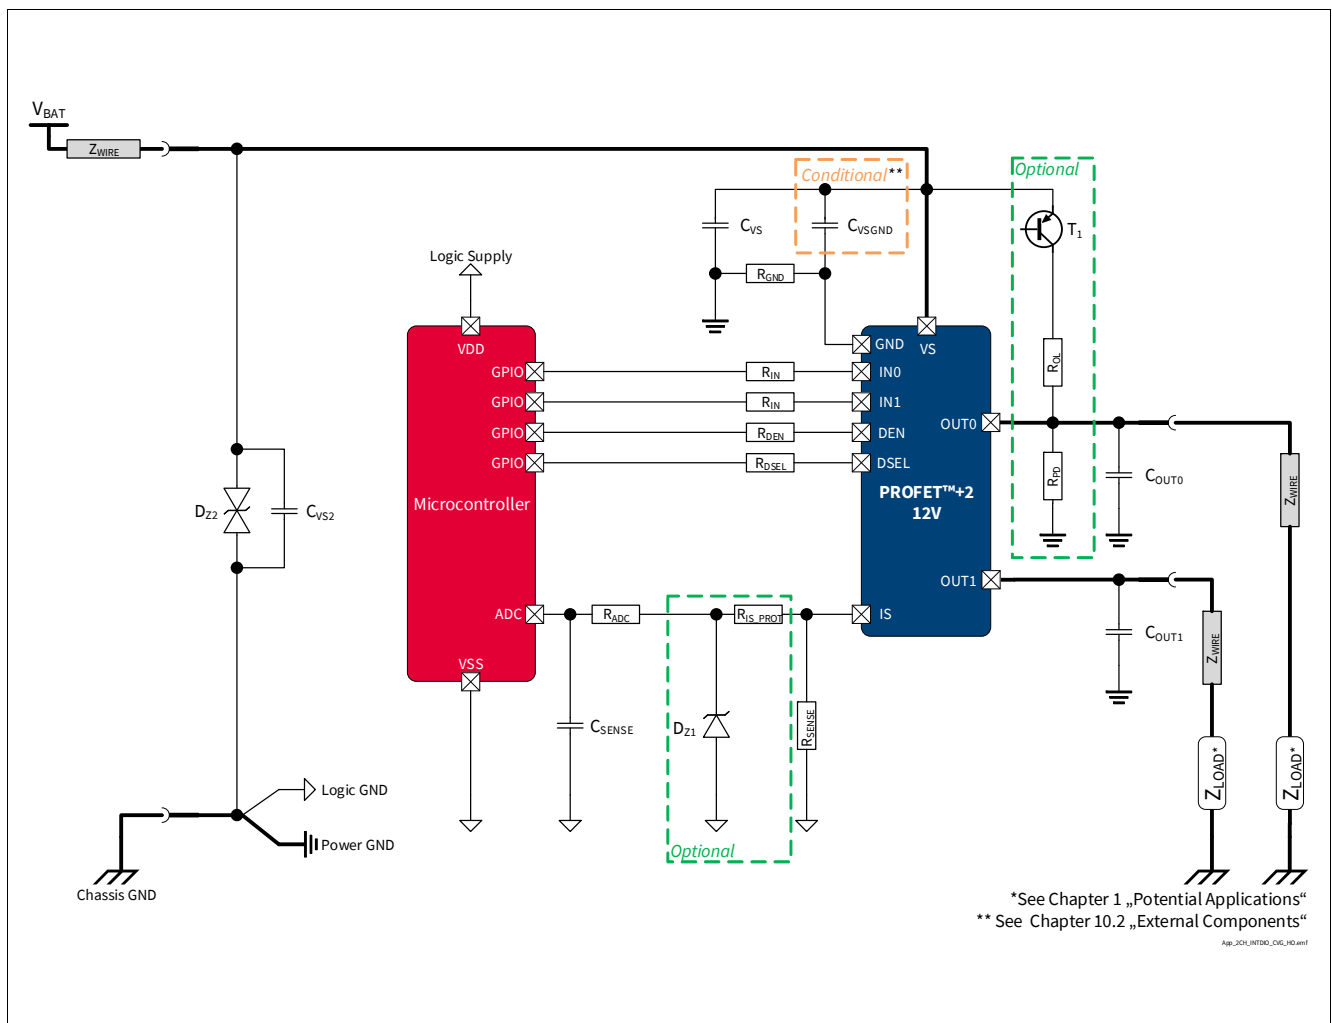 VBAT
ZWIRE
Conditional**
Optional
CVS
CVSGND
T1
Logic Supply
RGND
VDD
GND
VS
ROL
GPIO
RIN
IN0
GPIO
RIN
IN1
GPIO
RDEN
DEN
OUT0
GPIO
RDSEL
DSEL
RPD
COUT0
ZWIRE
PROFET™+2
12V
Microcontroller
DZ2
CVS2
OUT1
ADC
RADC
RIS_PROT
IS
COUT1
ZWIRE
VSS
CSENSE
DZ1
RSENSE
ZLOAD*
ZLOAD*
Logic GND
Power GND
Optional
Chassis GND
*See Chapter 1 „Potential Applications“
** See Chapter 10.2 „External Components“
App_2CH_INTDIO_CVG_HO.emf